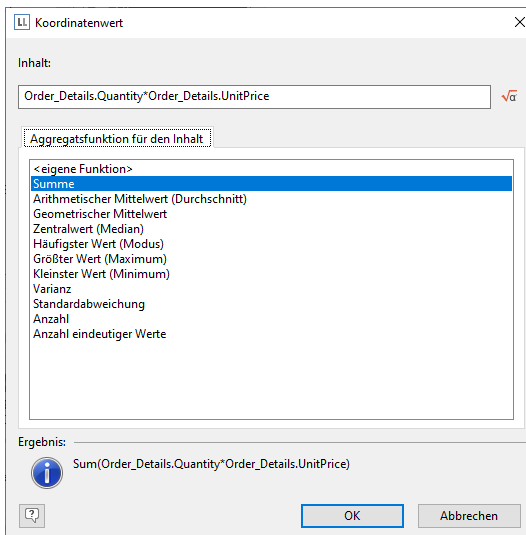 LL Koordinatenwert
Inhalt:
Order_Details.Quantity*Order_Details.UnitPrice
√α
Aggregatsfunktion für den Inhalt
<eigene Funktion>
Summe
Arithmetischer Mittelwert (Durchschnitt)
Geometrischer Mittelwert
Zentralwert (Median)
Häufigster Wert (Modus)
Größter Wert (Maximum)
Kleinster Wert (Minimum)
Varianz
Standardabweichung
Anzahl
Anzahl eindeutiger Werte
Ergebnis:
Sum(Order_Details.Quantity*Order_Details.UnitPrice)
OK
Abbrechen